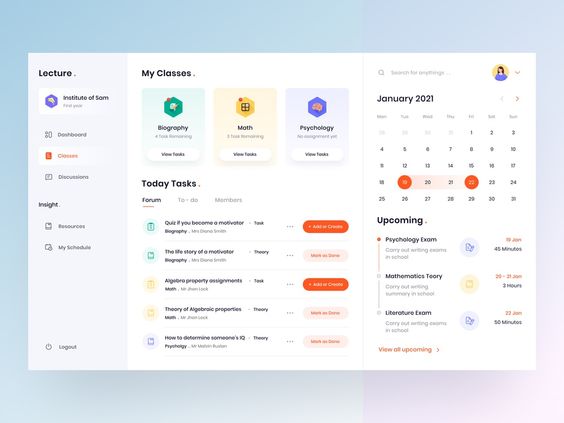 Lecture .
Institute of Sam
First year
Dashboard
Classes
Discussions
Insight.
Resources
My Schedule
Logout
My Classes .
Biography
4 Task Remaining
View Tasks
Math
3 Task Remaining
View Tasks
Psychology
No assignment yet
View Tasks
Today Tasks .
Forum To - do Members
Quiz if you become a motivator • Task
Biography . Mrs Diana Smith
... + Add or Create
The life story of a motivator • Theory
Biography . Mrs Diana Smith
... Mark as Done
Algebra property assignments • Task
Math . Mr Jhon Lock
... + Add or Create
Theory of Algebraic properties • Theory
Math . Mr Jhon Lock
... Mark as Done
How to determine someone's IQ • Theory
Psycholgy . Mr Malvin Ruston
... Mark as Done
Search for anythings ...
January 2021
Mon Tue Wed Thu Fri Sat Sun
28 29 30 31 1 2 3
4 5 6 7 8 9 10
11 12 13 14 15 16 17
18 19 20 21 22 23 24
25 26 27 28 29 30 31
Upcoming .
Psychology Exam
Carry out writing exams
in school
19 Jan
45 Minutes
Mathematics Teory
Carry out writing
summary in school
20 - 21 Jan
3 Hours
Literature Exam
Carry out writing exams
in school
22 Jan
50 Minutes
View all upcoming >